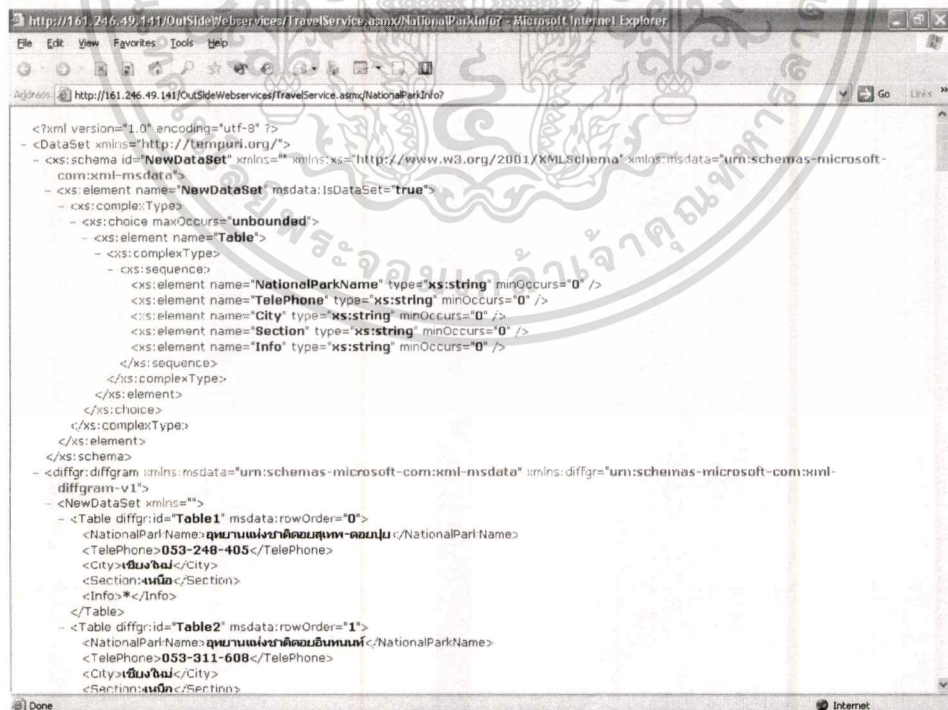 http://161.246.49.141/OutSideWebservices/TravelService.asmx/NationalParkInfo? - Microsoft Internet Explorer
File Edit View Favorites Tools Help
Address http://161.246.49.141/OutSideWebservices/TravelService.asmx/NationalParkInfo? Go Links »
<?xml version="1.0" encoding="utf-8" ?>
- <DataSet xmlns="http://tempuri.org/">
- <xs:schema id="NewDataSet" xmlns="" xmlns:xs="http://www.w3.org/2001/XMLSchema" xmlns:msdata="urn:schemas-microsoft-
com:xml-msdata">
- <xs:element name="NewDataSet" msdata:IsDataSet="true">
- <xs:complexType>
- <xs:choice maxOccurs="unbounded">
- <xs:element name="Table">
- <xs:complexType>
- <xs:sequence>
<xs:element name="NationalParkName" type="xs:string" minOccurs="0" />
<xs:element name="TelePhone" type="xs:string" minOccurs="0" />
<xs:element name="City" type="xs:string" minOccurs="0" />
<xs:element name="Section" type="xs:string" minOccurs="0" />
<xs:element name="Info" type="xs:string" minOccurs="0" />
</xs:sequence>
</xs:complexType>
</xs:element>
</xs:choice>
</xs:complexType>
</xs:element>
</xs:schema>
- <diffgr:diffgram xmlns:msdata="urn:schemas-microsoft-com:xml-msdata" xmlns:diffgr="urn:schemas-microsoft-com:xml-
diffgram-v1">
- <NewDataSet xmlns="">
- <Table diffgr:id="Table1" msdata:rowOrder="0">
<NationalParkName>อุทยานแห่งชาติดอยสุเทพ-ดอยปุย</NationalParkName>
<TelePhone>053-248-405</TelePhone>
<City>เชียงใหม่</City>
<Section>เหนือ</Section>
<Info>*</Info>
</Table>
- <Table diffgr:id="Table2" msdata:rowOrder="1">
<NationalParkName>อุทยานแห่งชาติดอยอินทนนท์</NationalParkName>
<TelePhone>053-311-608</TelePhone>
<City>เชียงใหม่</City>
<Section>เหนือ</Section>
Done Internet